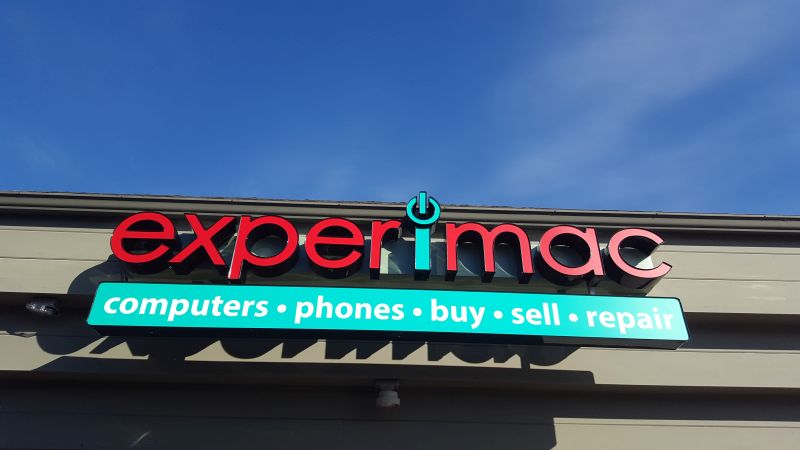 experimac
computers • phones • buy • sell • repair